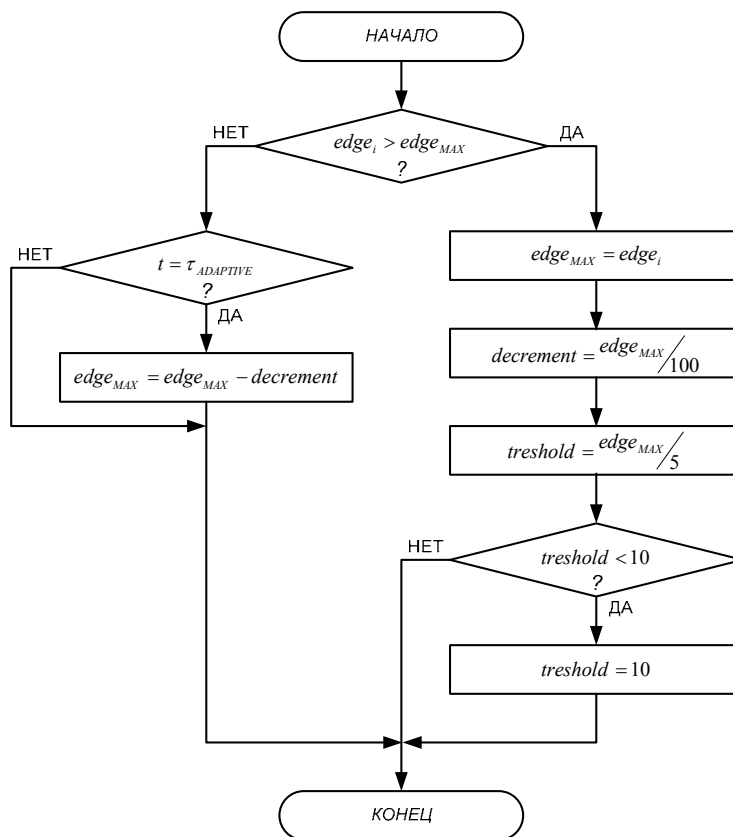 НАЧАЛО
НЕТ
ДА
edge_i > edge_MAX
?
НЕТ
t = τ_ADAPTIVE
?
ДА
edge_MAX = edge_i
edge_MAX = edge_MAX − decrement
decrement = edge_MAX/100
treshold = edge_MAX/5
НЕТ
treshold < 10
?
ДА
treshold = 10
КОНЕЦ